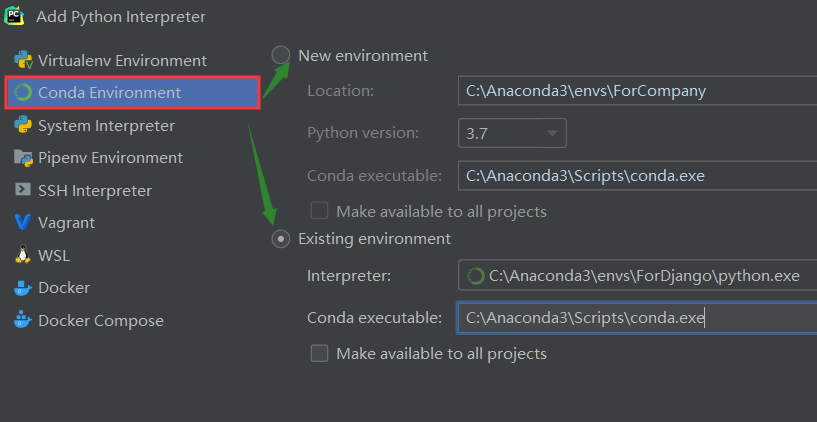 PC
Add Python Interpreter
Virtualenv Environment
Conda Environment
System Interpreter
Pipenv Environment
SSH Interpreter
Vagrant
WSL
Docker
Docker Compose
New environment
Location: C:\Anaconda3\envs\ForCompany
Python version: 3.7
Conda executable: C:\Anaconda3\Scripts\conda.exe
Make available to all projects
Existing environment
Interpreter: C:\Anaconda3\envs\ForDjango\python.exe
Conda executable: C:\Anaconda3\Scripts\conda.exe
Make available to all projects